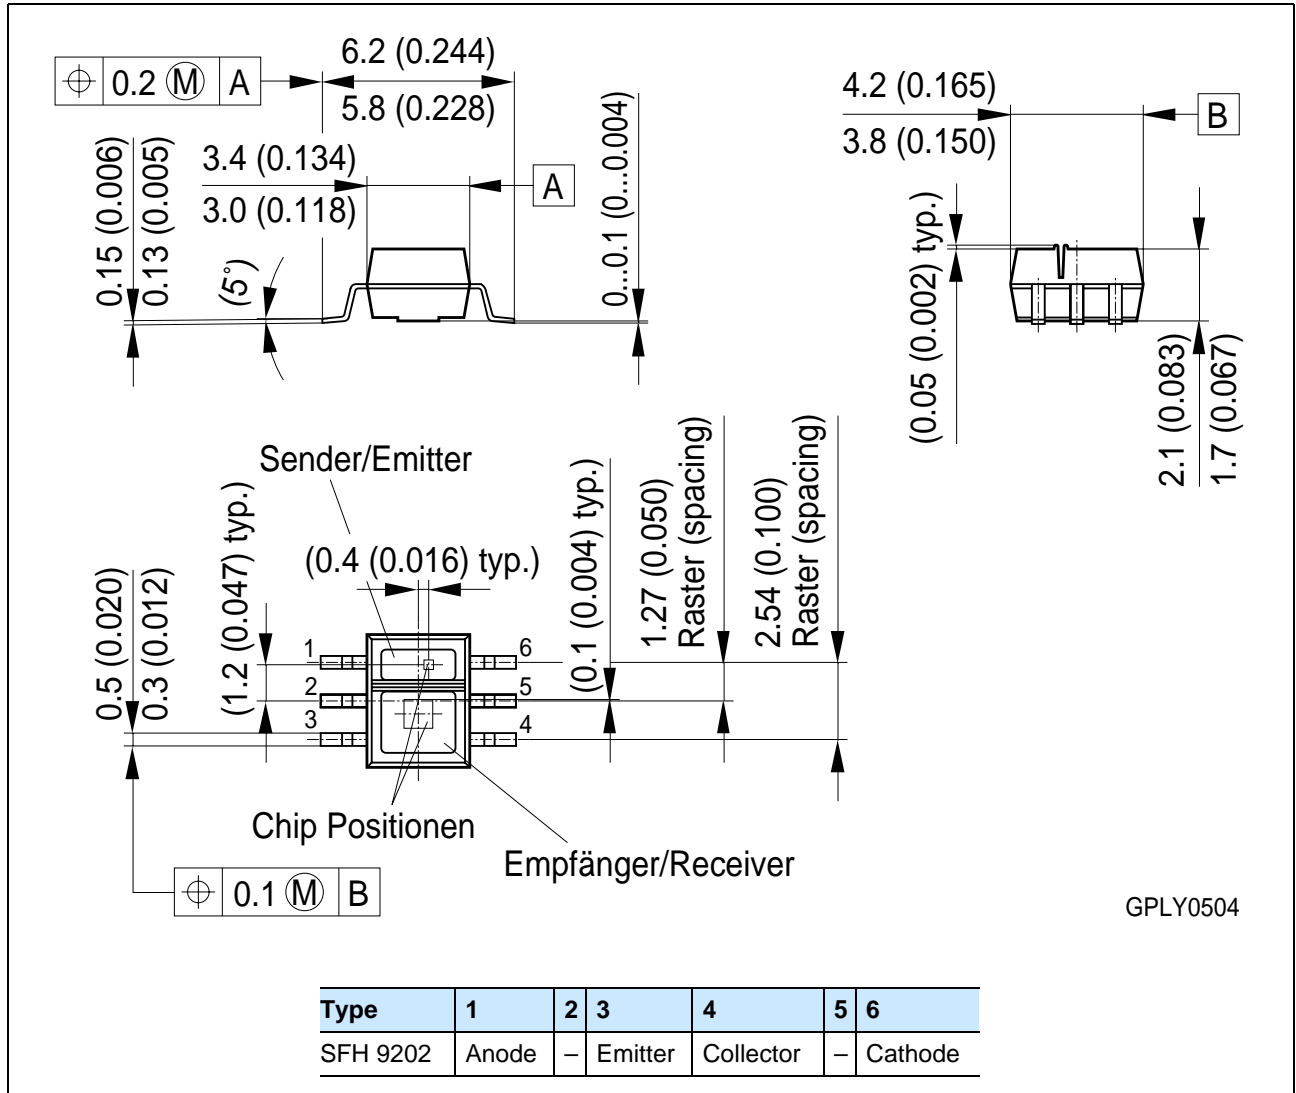 ⌖ 0.2 Ⓜ A
6.2 (0.244)
5.8 (0.228)
3.4 (0.134)
3.0 (0.118)
A
0.15 (0.006)
0.13 (0.005)
(5°)
0...0.1 (0...0.004)
4.2 (0.165)
3.8 (0.150)
B
(0.05 (0.002) typ.)
2.1 (0.083)
1.7 (0.067)
Sender/Emitter
(0.4 (0.016) typ.)
0.5 (0.020)
0.3 (0.012)
(1.2 (0.047) typ.)
(0.1 (0.004) typ.)
1.27 (0.050)
Raster (spacing)
2.54 (0.100)
Raster (spacing)
1
6
2
5
3
4
Chip Positionen
Empfänger/Receiver
⌖ 0.1 Ⓜ B
GPLY0504
Type 1 2 3 4 5 6
SFH 9202 Anode – Emitter Collector – Cathode